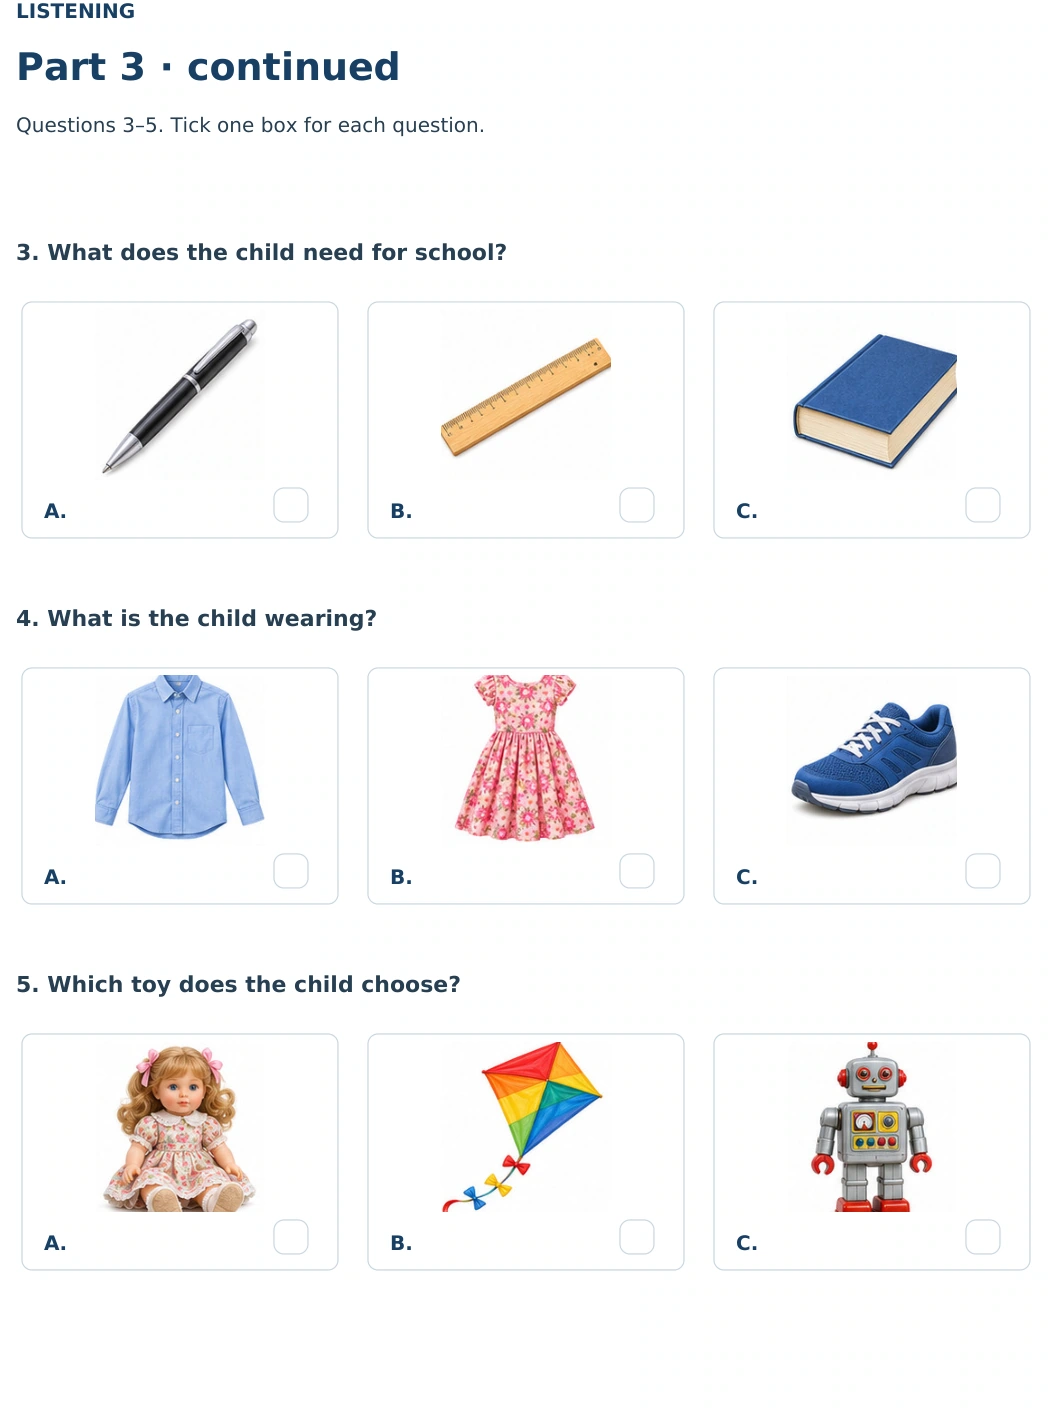 LISTENING
Part 3 · continued
Questions 3–5. Tick one box for each question.
3. What does the child need for school?
A.
B.
C.
4. What is the child wearing?
A.
B.
C.
5. Which toy does the child choose?
A.
B.
C.